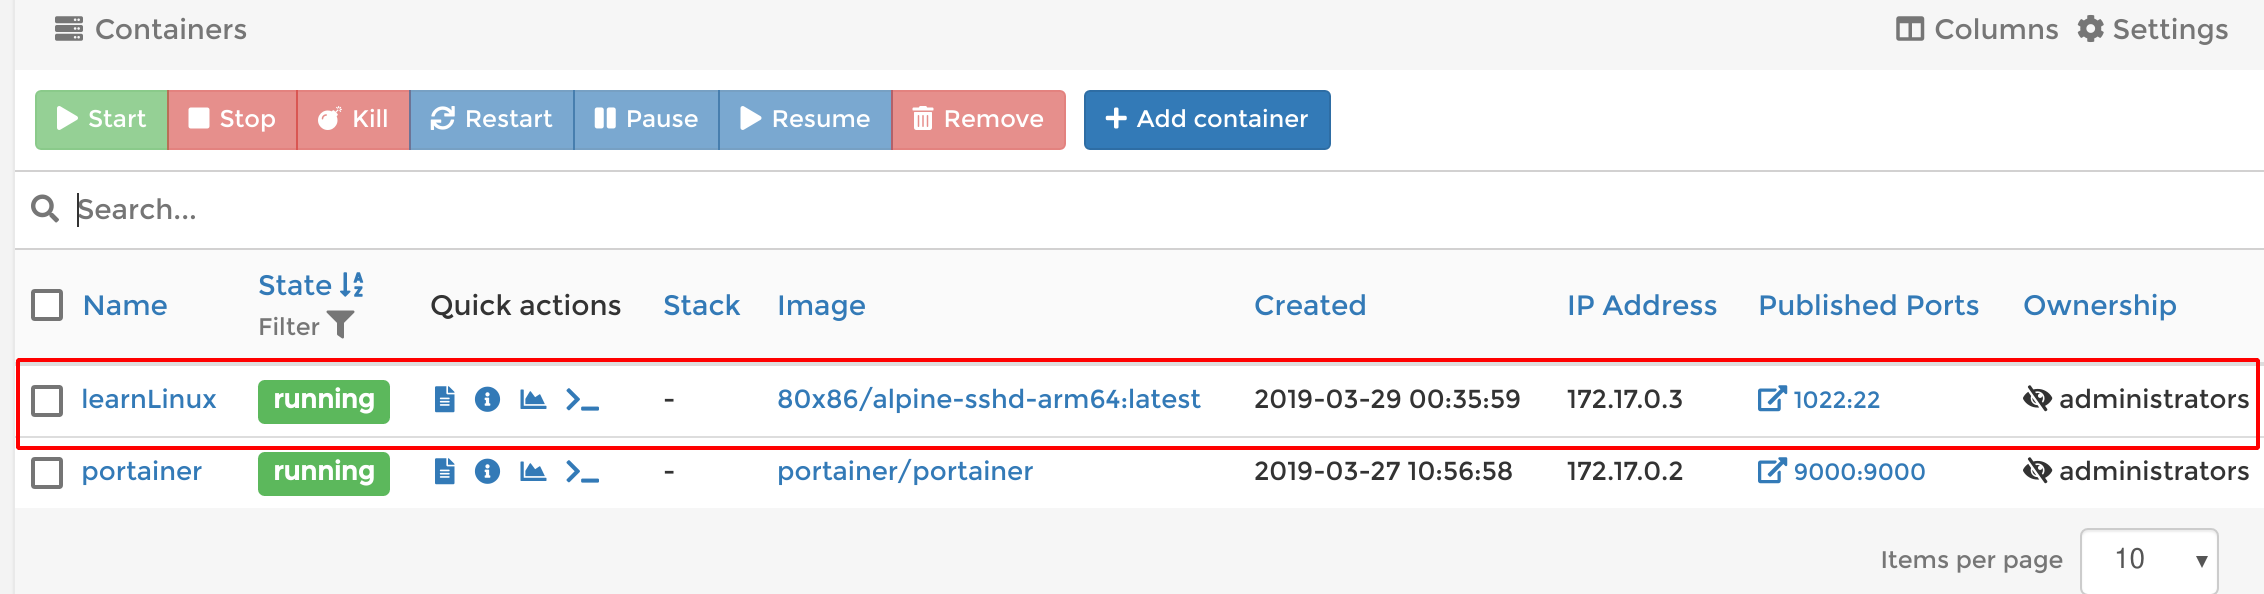 Containers Columns Settings
Start Stop Kill Restart Pause Resume Remove Add container
Search...
Name State Filter Quick actions Stack Image Created IP Address Published Ports Ownership
learnLinux running - 80x86/alpine-sshd-arm64:latest 2019-03-29 00:35:59 172.17.0.3 1022:22 administrators
portainer running - portainer/portainer 2019-03-27 10:56:58 172.17.0.2 9000:9000 administrators
Items per page 10